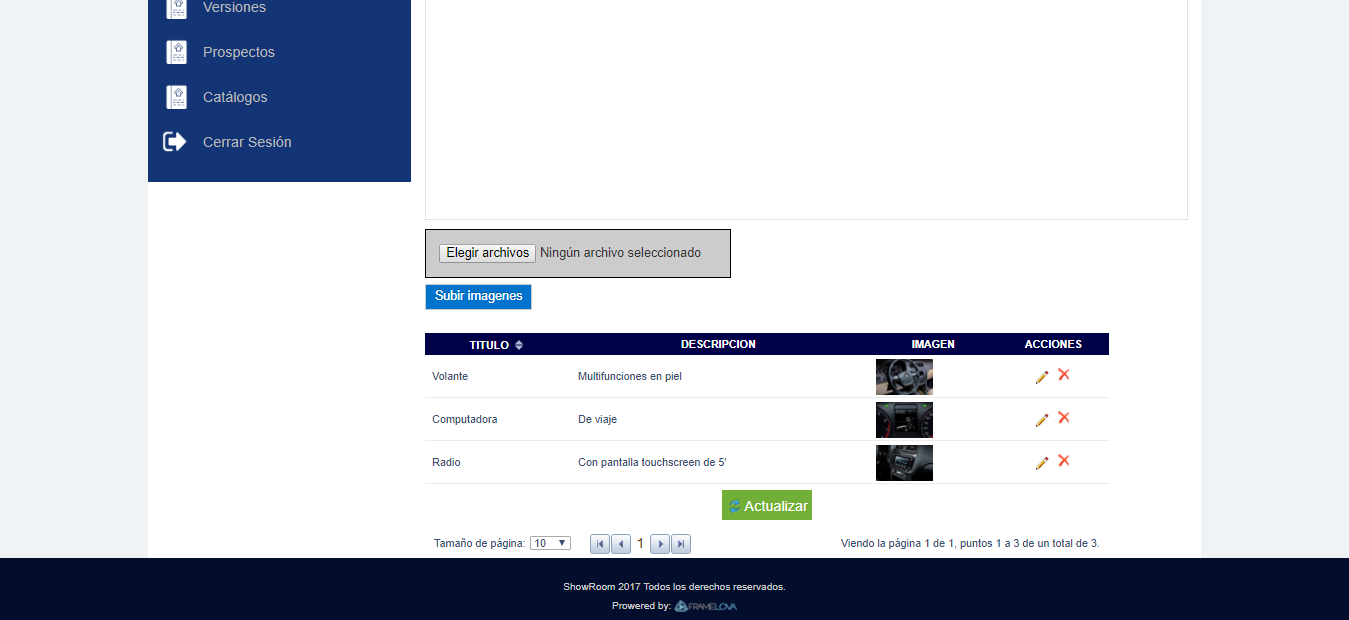 Versiones
Prospectos
Catálogos
Cerrar Sesión
Elegir archivos Ningún archivo seleccionado
Subir imagenes
TITULO DESCRIPCION IMAGEN ACCIONES
Volante Multifunciones en piel
Computadora De viaje
Radio Con pantalla touchscreen de 5'
Actualizar
Tamaño de página: 10 1 Viendo la página 1 de 1, puntos 1 a 3 de un total de 3.
ShowRoom 2017 Todos los derechos reservados.
Powered by: FRAMELOVA